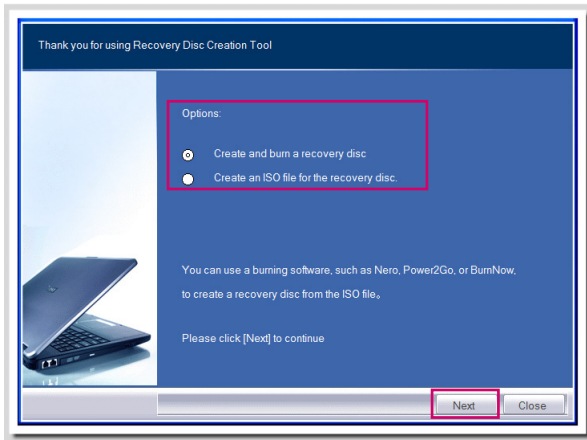 Thank you for using Recovery Disc Creation Tool
Options:
Create and burn a recovery disc
Create an ISO file for the recovery disc.
You can use a burning software, such as Nero, Power2Go, or BurnNow,
to create a recovery disc from the ISO file。
Please click [Next] to continue
Next Close